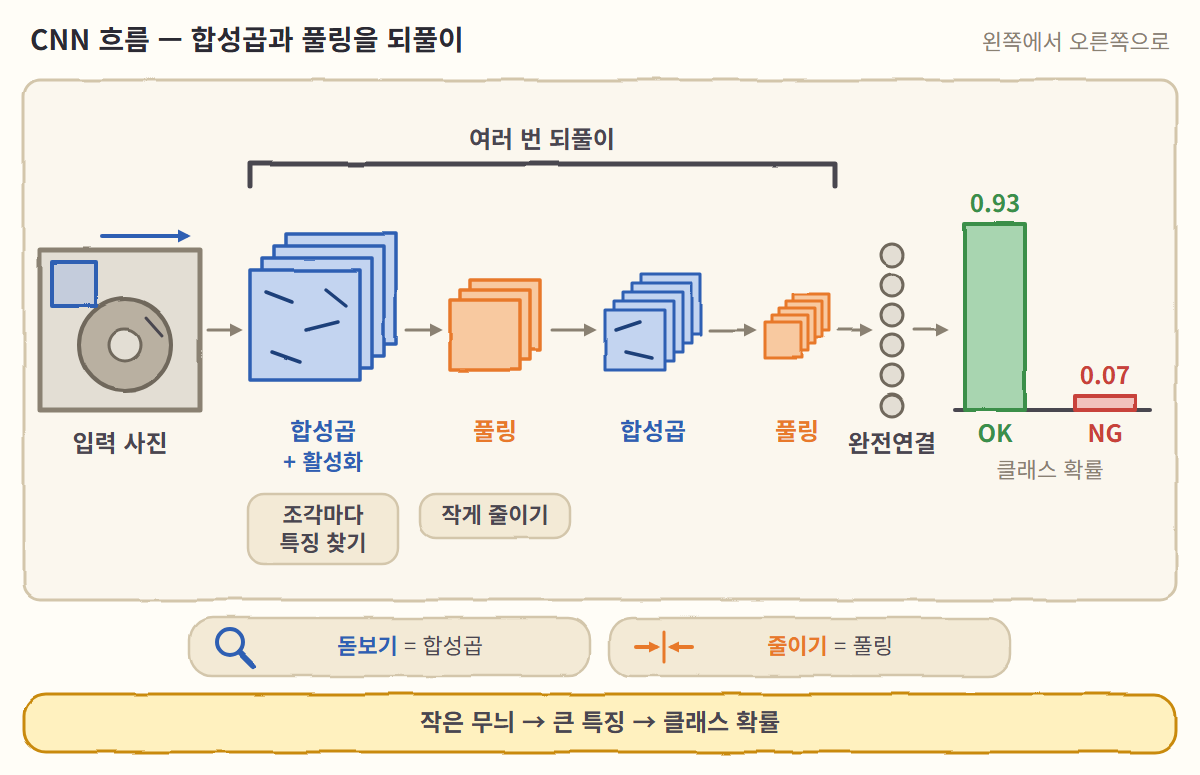 CNN 흐름 — 합성곱과 풀링을 되풀이
왼쪽에서 오른쪽으로
여러 번 되풀이
0.93
0.07
입력 사진
합성곱
+ 활성화
풀링
합성곱
풀링
완전연결
OK
NG
클래스 확률
조각마다
특징 찾기
작게 줄이기
돋보기 = 합성곱
줄이기 = 풀링
작은 무늬 → 큰 특징 → 클래스 확률